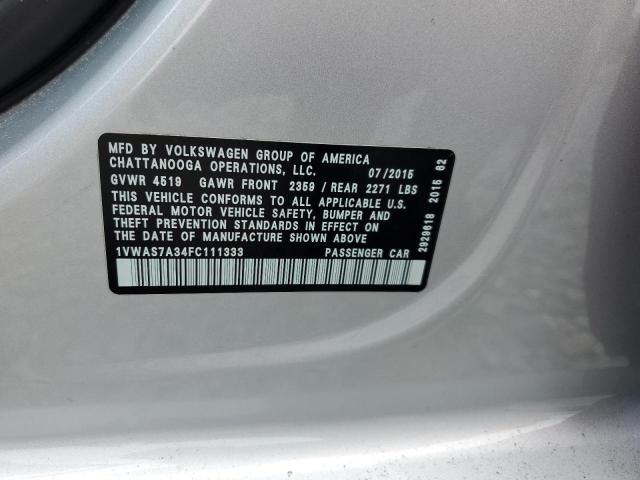 MFD BY VOLKSWAGEN GROUP OF AMERICA
CHATTANOOGA OPERATIONS, LLC. 07/2015
GVWR 4519 GAWR FRONT 2359 / REAR 2271 LBS
THIS VEHICLE CONFORMS TO ALL APPLICABLE U.S.
FEDERAL MOTOR VEHICLE SAFETY, BUMPER AND
THEFT PREVENTION STANDARDS IN EFFECT ON
THE DATE OF MANUFACTURE SHOWN ABOVE
1VWAS7A34FC111333 PASSENGER CAR
2929618 2015 62